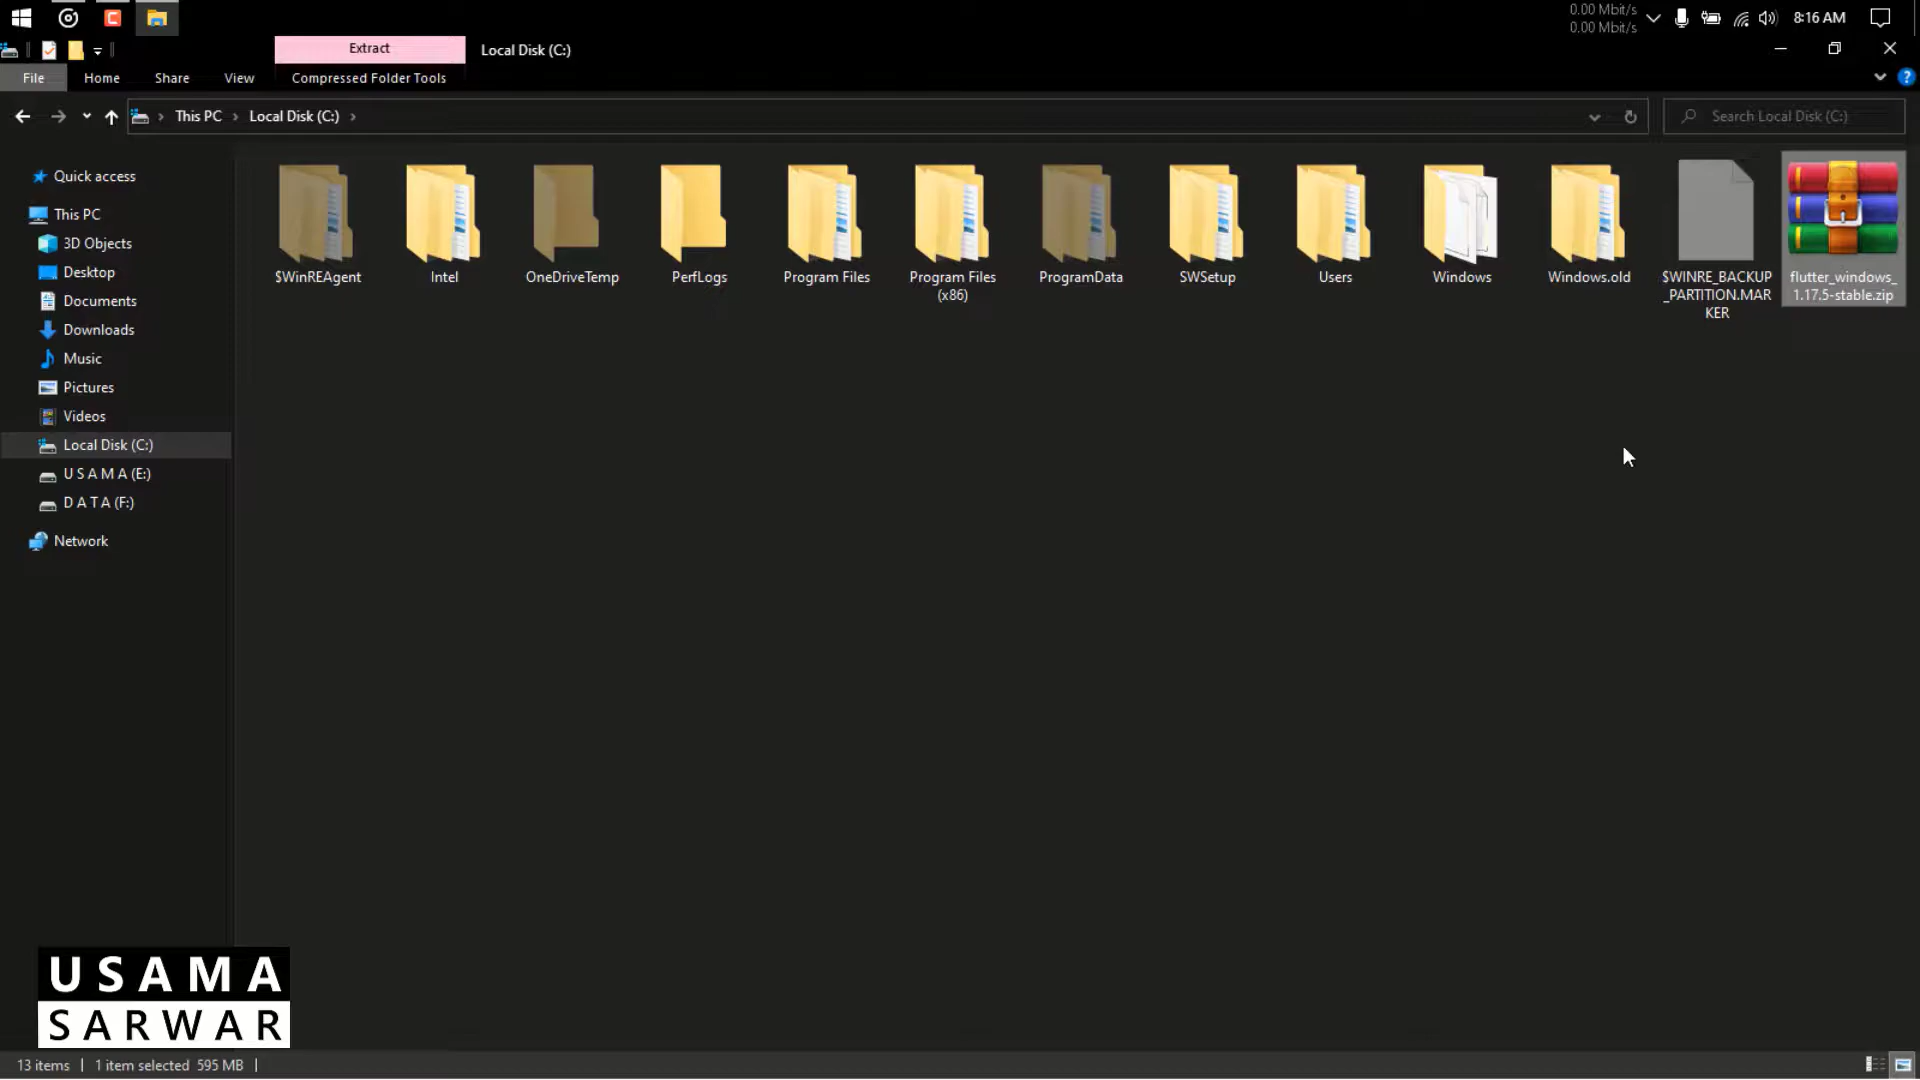 0.00 Mbit/s
0.00 Mbit/s
8:16 AM
Extract
Local Disk (C:)
File
Home
Share
View
Compressed Folder Tools
This PC
Local Disk (C:)
Search Local Disk (C:)
Quick access
This PC
3D Objects
Desktop
Documents
Downloads
Music
Pictures
Videos
Local Disk (C:)
U S A M A (E:)
D A T A (F:)
Network
$WinREAgent
Intel
OneDriveTemp
PerfLogs
Program Files
Program Files
(x86)
ProgramData
SWSetup
Users
Windows
Windows.old
$WINRE_BACKUP
_PARTITION.MAR
KER
flutter_windows_
1.17.5-stable.zip
USAMA
SARWAR
13 items
1 item selected 595 MB